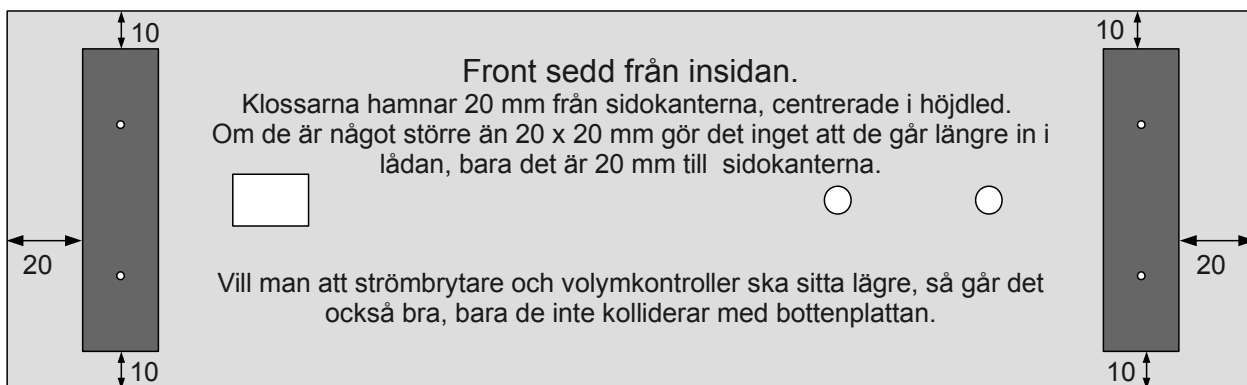 10
10
Front sedd från insidan.
Klossarna hamnar 20 mm från sidokanterna, centrerade i höjdled.
Om de är något större än 20 x 20 mm gör det inget att de går längre in i
lådan, bara det är 20 mm till sidokanterna.
20
20
Vill man att strömbrytare och volymkontroller ska sitta lägre, så går det
också bra, bara de inte kolliderar med bottenplattan.
10
10